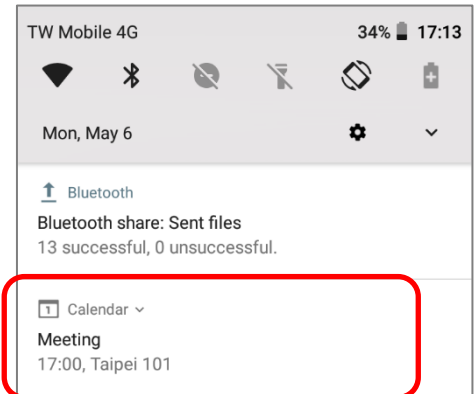 TW Mobile 4G 34% 17:13
Mon, May 6
Bluetooth
Bluetooth share: Sent files
13 successful, 0 unsuccessful.
1 Calendar
Meeting
17:00, Taipei 101